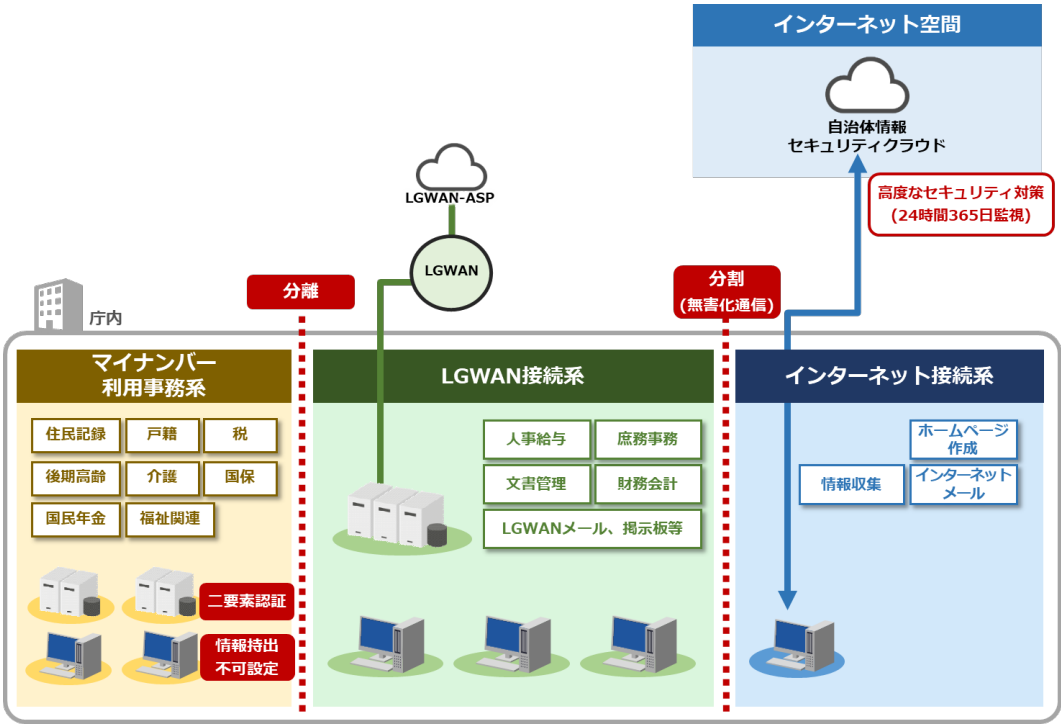 インターネット空間
自治体情報
セキュリティクラウド
高度なセキュリティ対策
(24時間365日監視)
LGWAN-ASP
LGWAN
分離
分割
(無害化通信)
庁内
マイナンバー
利用事務系
住民記録
戸籍
税
後期高齢
介護
国保
国民年金
福祉関連
二要素認証
情報持出
不可設定
LGWAN接続系
人事給与
庶務事務
文書管理
財務会計
LGWANメール、掲示板等
インターネット接続系
ホームページ
作成
情報収集
インターネット
メール